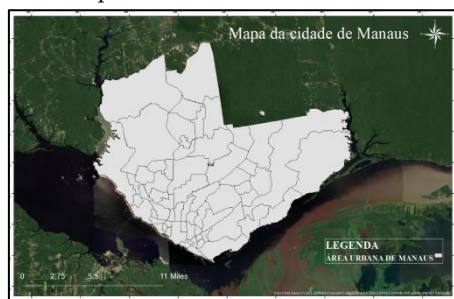 Mapa da cidade de Manaus
LEGENDA
ÁREA URBANA DE MANAUS
0 2,75 5,5 11 Miles